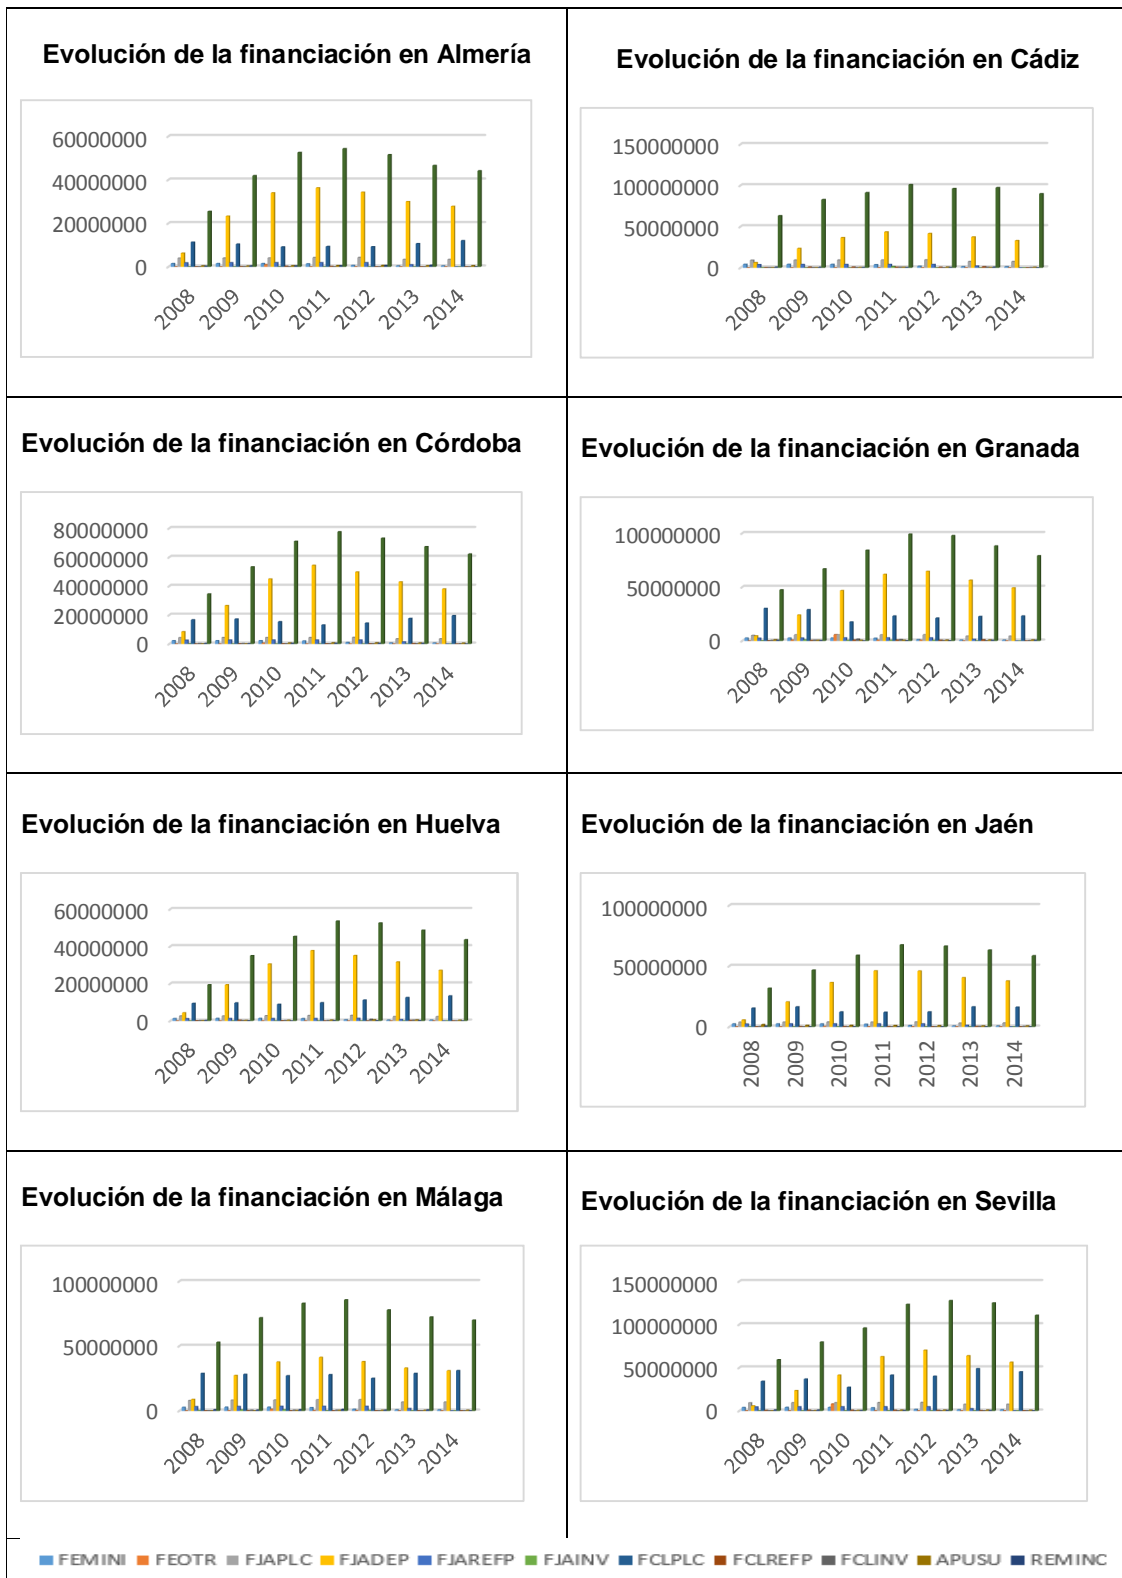 Evolución de la financiación en Almería
60000000
40000000
20000000
0
2008 2009 2010 2011 2012 2013 2014
Evolución de la financiación en Cádiz
150000000
100000000
50000000
0
2008 2009 2010 2011 2012 2013 2014
Evolución de la financiación en Córdoba
80000000
60000000
40000000
20000000
0
2008 2009 2010 2011 2012 2013 2014
Evolución de la financiación en Granada
100000000
50000000
0
2008 2009 2010 2011 2012 2013 2014
Evolución de la financiación en Huelva
60000000
40000000
20000000
0
2008 2009 2010 2011 2012 2013 2014
Evolución de la financiación en Jaén
100000000
50000000
0
2008 2009 2010 2011 2012 2013 2014
Evolución de la financiación en Málaga
100000000
50000000
0
2008 2009 2010 2011 2012 2013 2014
Evolución de la financiación en Sevilla
150000000
100000000
50000000
0
2008 2009 2010 2011 2012 2013 2014
FEMINI FEOTR FJAPLC FJADEP FJAREFP FJAINV FCLPLC FCLREFP FCLINV APUSU REMINC